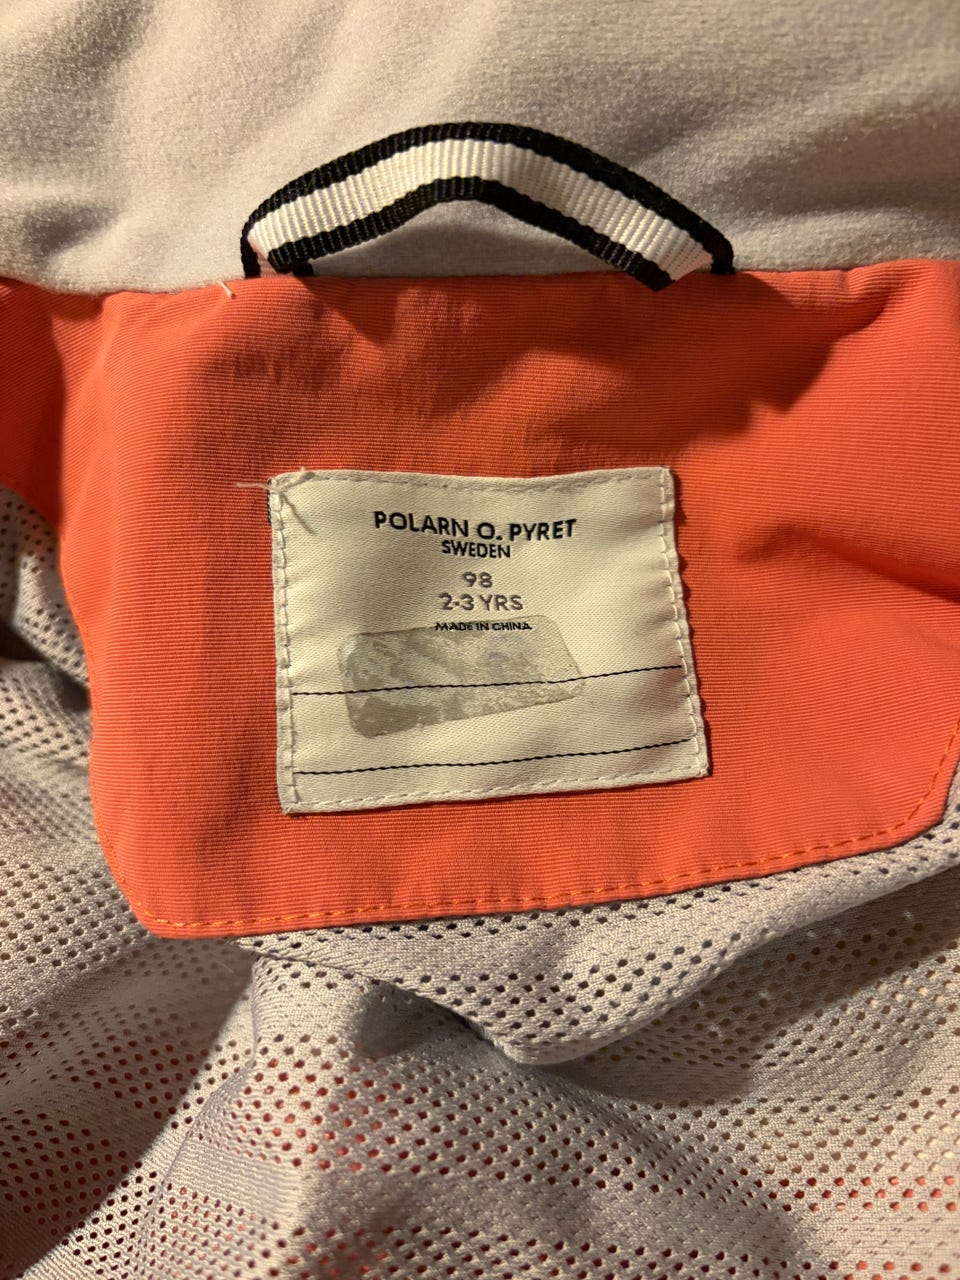 POLARN O. PYRET
SWEDEN
98
2-3 YRS
MADE IN CHINA